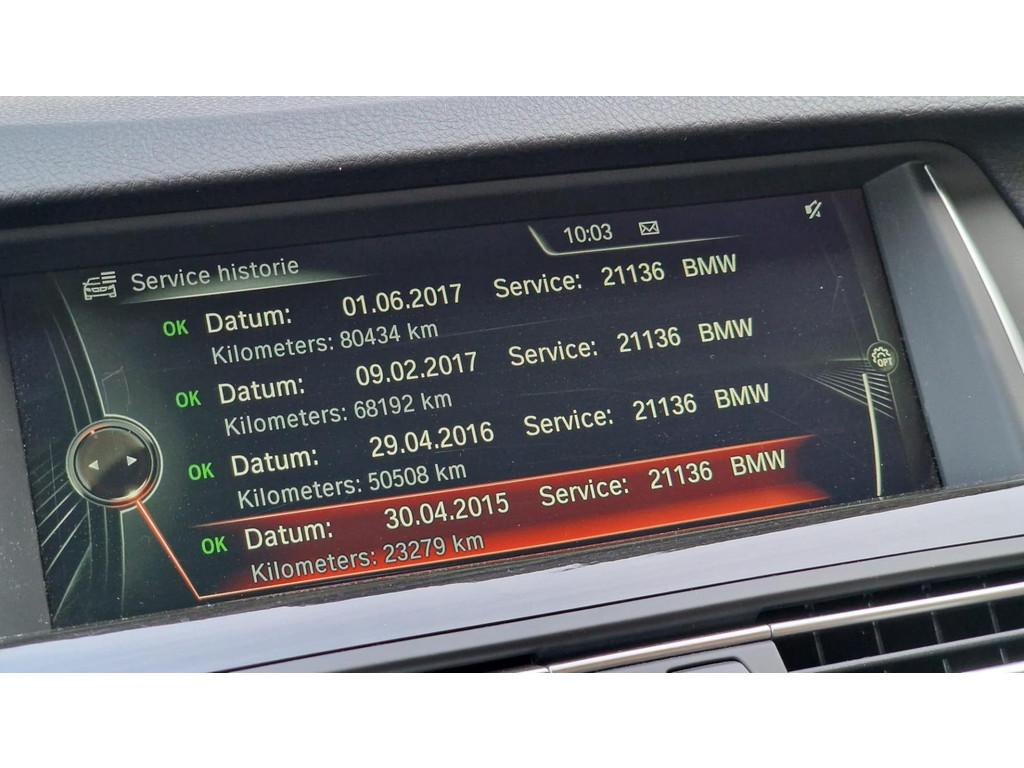 10:03
Service historie
OK Datum: 01.06.2017 Service: 21136 BMW
Kilometers: 80434 km
OK Datum: 09.02.2017 Service: 21136 BMW
Kilometers: 68192 km
OK Datum: 29.04.2016 Service: 21136 BMW
Kilometers: 50508 km
OK Datum: 30.04.2015 Service: 21136 BMW
Kilometers: 23279 km
OPT